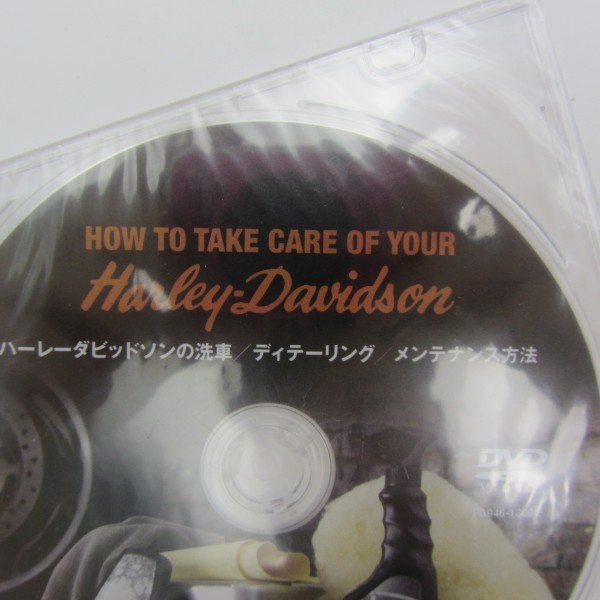 HOW TO TAKE CARE OF YOUR
Harley-Davidson
ハーレーダビッドソンの洗車/ディテーリング/メンテナンス方法
DVD